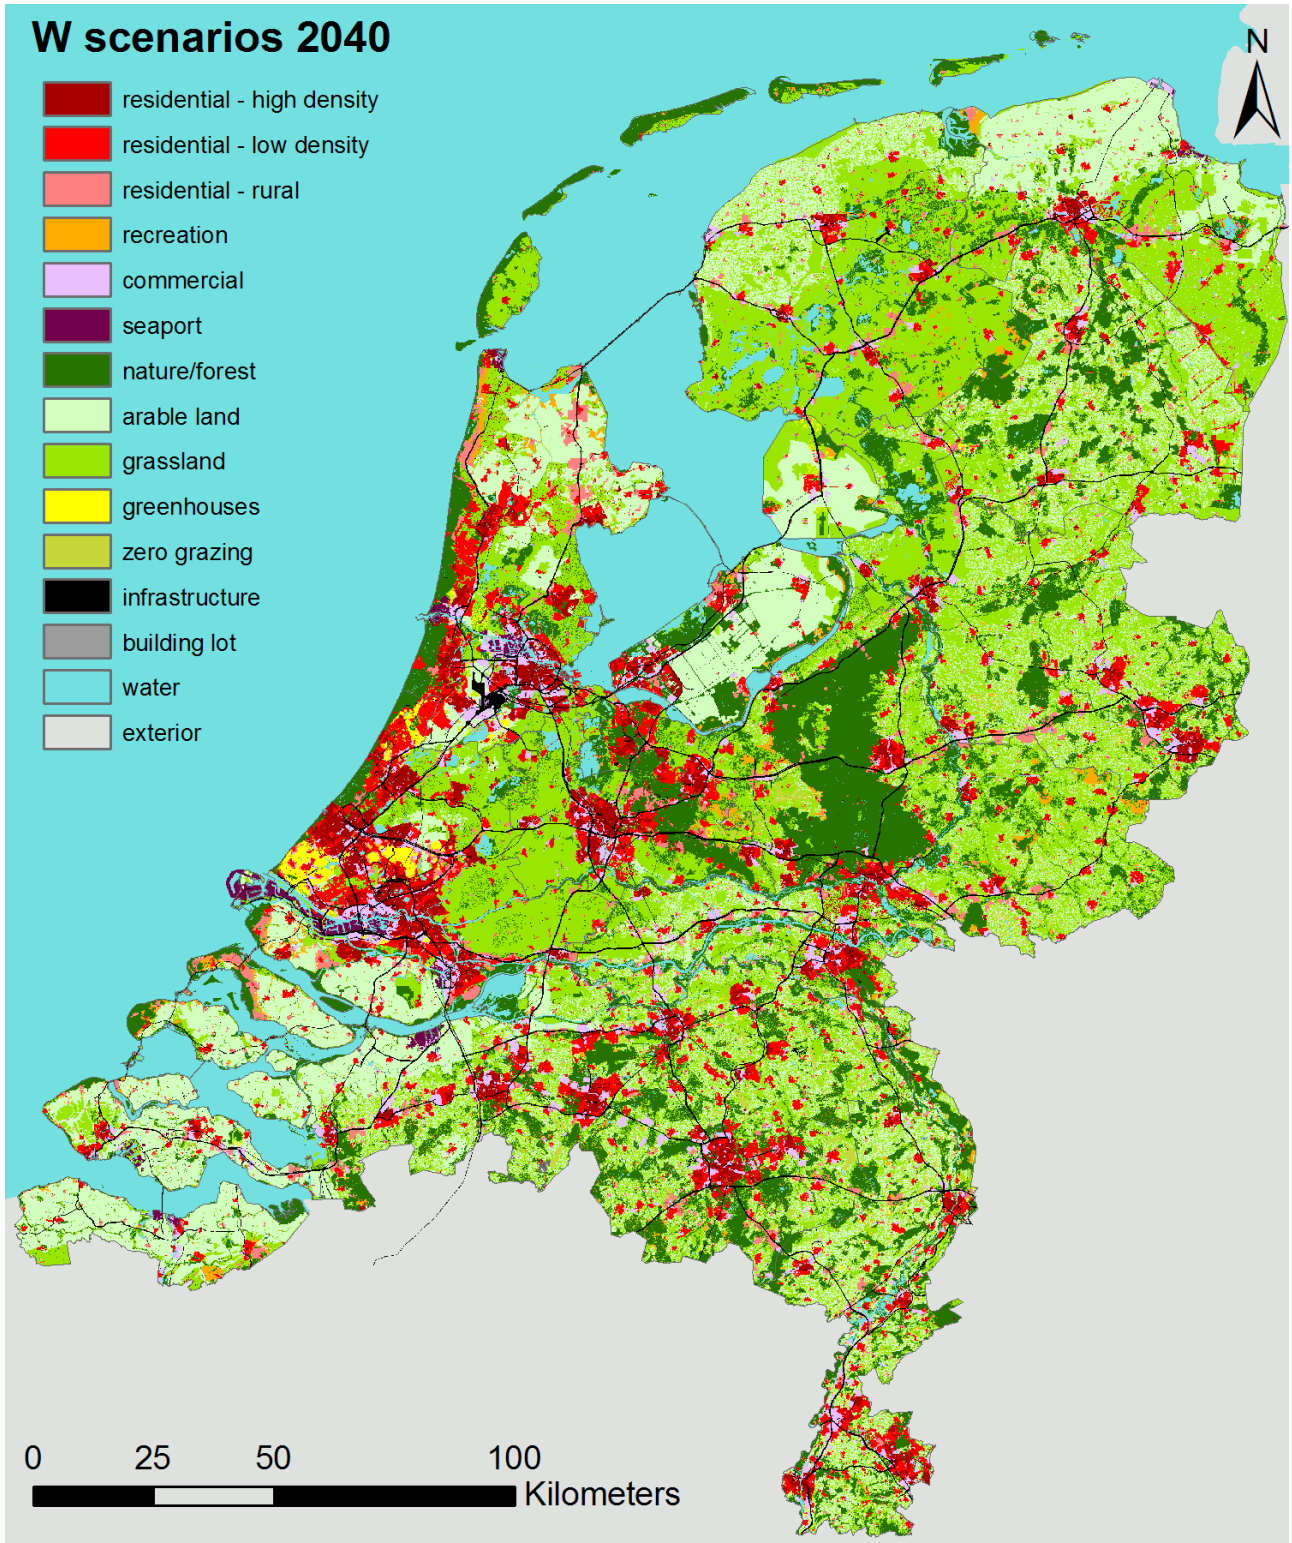 W scenarios 2040
N
residential - high density
residential - low density
residential - rural
recreation
commercial
seaport
nature/forest
arable land
grassland
greenhouses
zero grazing
infrastructure
building lot
water
exterior
0 25 50 100
Kilometers